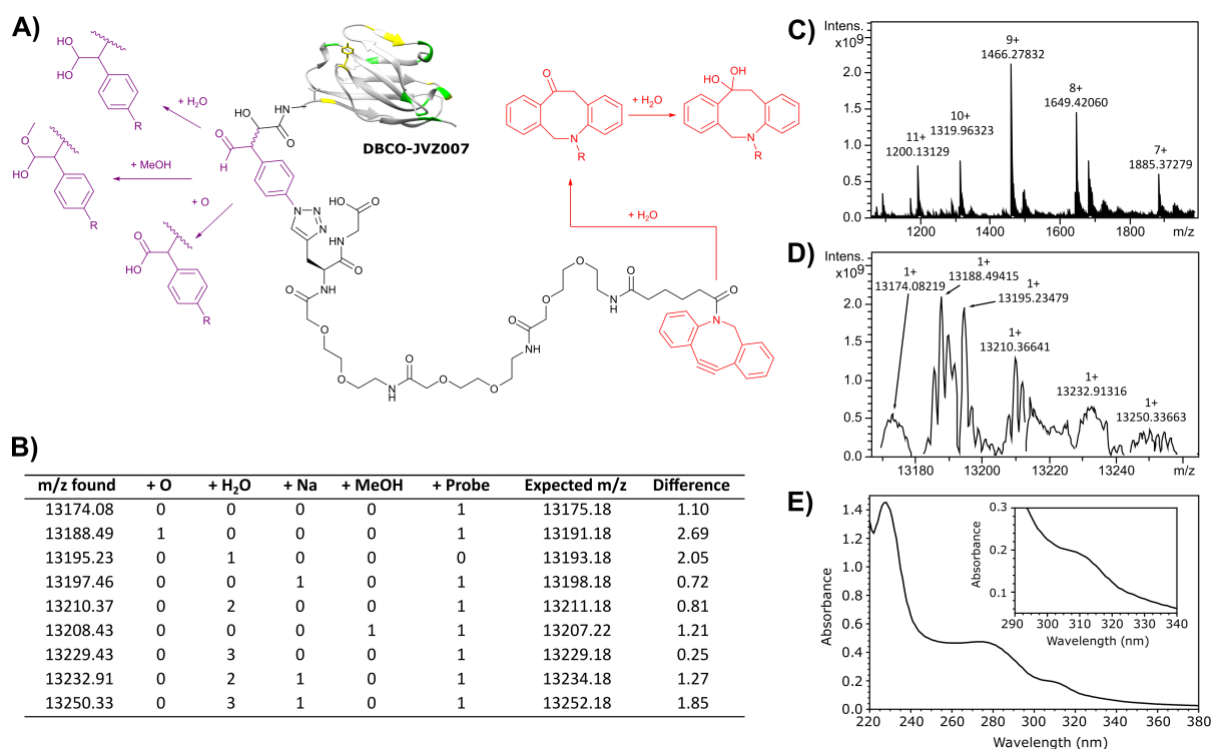 A)
HO
OH
R
+ H2O
O
HO
R
+ MeOH
+ O
O
HO
R
H
O
OH
O
NH
DBCO-JVZ007
N
N
N
O
OH
NH
O
NH
O
O
O
N
H
O
O
O
NH
O
O
O
O
N
H
O
O
N
+ H2O
O
N
R
+ H2O
HO
OH
N
R
B)
m/z found + O + H2O + Na + MeOH + Probe Expected m/z Difference
13174.08 0 0 0 0 1 13175.18 1.10
13188.49 1 0 0 0 1 13191.18 2.69
13195.23 0 1 0 0 0 13193.18 2.05
13197.46 0 0 1 0 1 13198.18 0.72
13210.37 0 2 0 0 1 13211.18 0.81
13208.43 0 0 0 1 1 13207.22 1.21
13229.43 0 3 0 0 1 13229.18 0.25
13232.91 0 2 1 0 1 13234.18 1.27
13250.33 0 3 1 0 1 13252.18 1.85
C)
Intens.
x10⁹
2.0
1.5
1.0
0.5
0.0
11+
1200.13129
10+
1319.96323
9+
1466.27832
8+
1649.42060
7+
1885.37279
1200 1400 1600 1800 m/z
D)
Intens.
x10⁹
2.0
1.5
1.0
0.5
0.0
1+
13174.08219
1+
13188.49415
1+
13195.23479
1+
13210.36641
1+
13232.91316
1+
13250.33663
13180 13200 13220 13240 m/z
E)
Absorbance
1.4
1.2
1.0
0.8
0.6
0.4
0.2
0.0
220 260 300 340 380
Wavelength (nm)
Absorbance
0.3
0.2
0.1
290 300 310 320 330 340
Wavelength (nm)